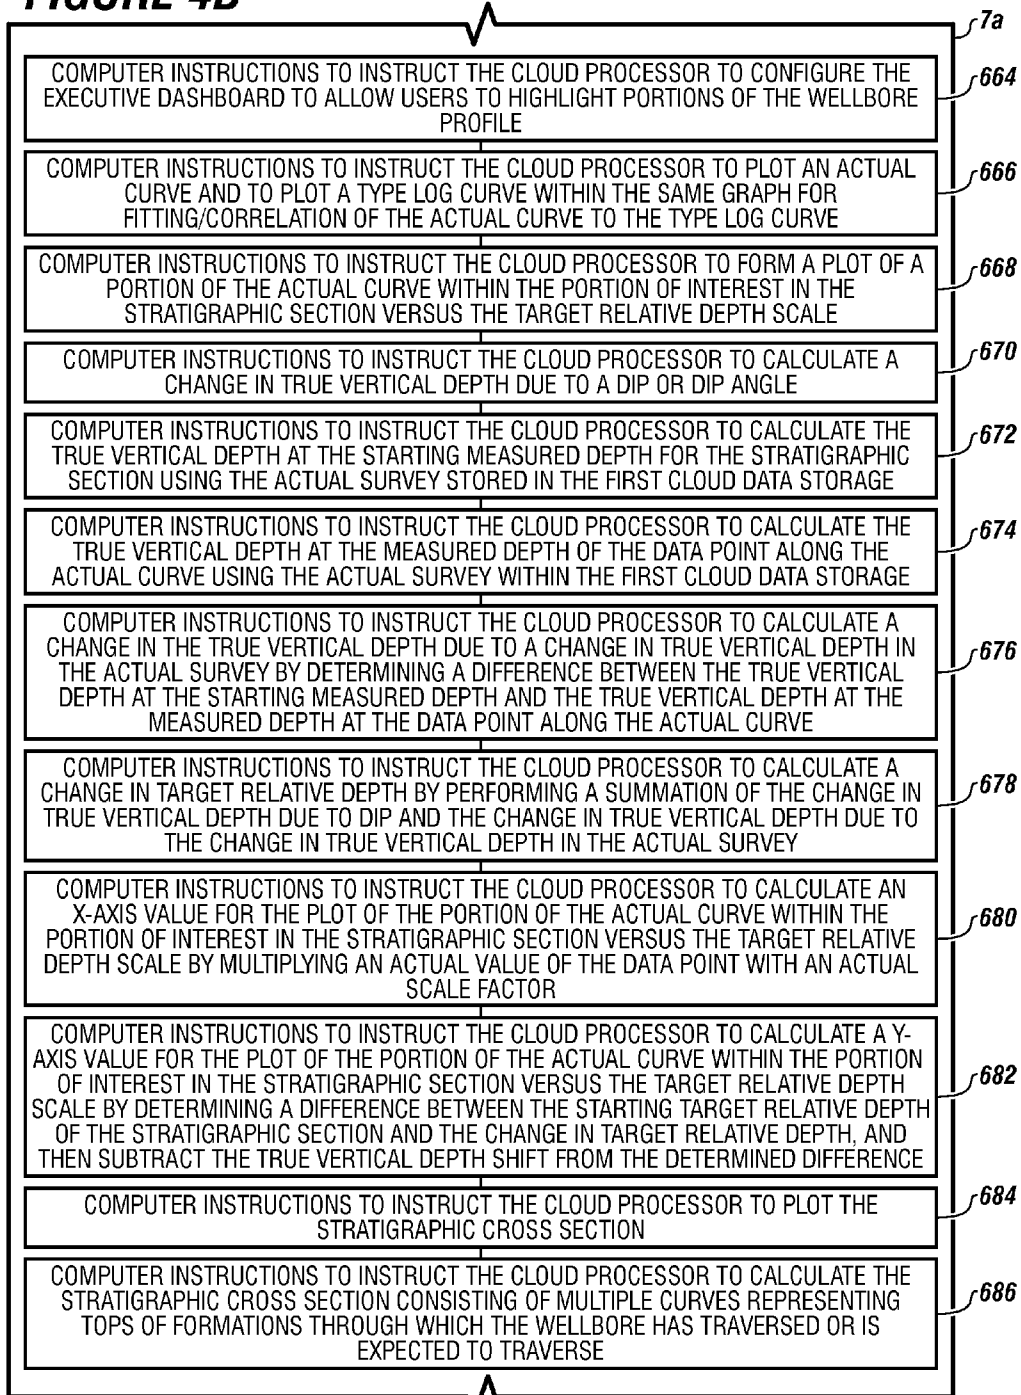 FIGURE 4B
7a
COMPUTER INSTRUCTIONS TO INSTRUCT THE CLOUD PROCESSOR TO CONFIGURE THE
EXECUTIVE DASHBOARD TO ALLOW USERS TO HIGHLIGHT PORTIONS OF THE WELLBORE
PROFILE
664
COMPUTER INSTRUCTIONS TO INSTRUCT THE CLOUD PROCESSOR TO PLOT AN ACTUAL
CURVE AND TO PLOT A TYPE LOG CURVE WITHIN THE SAME GRAPH FOR
FITTING/CORRELATION OF THE ACTUAL CURVE TO THE TYPE LOG CURVE
666
COMPUTER INSTRUCTIONS TO INSTRUCT THE CLOUD PROCESSOR TO FORM A PLOT OF A
PORTION OF THE ACTUAL CURVE WITHIN THE PORTION OF INTEREST IN THE
STRATIGRAPHIC SECTION VERSUS THE TARGET RELATIVE DEPTH SCALE
668
COMPUTER INSTRUCTIONS TO INSTRUCT THE CLOUD PROCESSOR TO CALCULATE A
CHANGE IN TRUE VERTICAL DEPTH DUE TO A DIP OR DIP ANGLE
670
COMPUTER INSTRUCTIONS TO INSTRUCT THE CLOUD PROCESSOR TO CALCULATE THE
TRUE VERTICAL DEPTH AT THE STARTING MEASURED DEPTH FOR THE STRATIGRAPHIC
SECTION USING THE ACTUAL SURVEY STORED IN THE FIRST CLOUD DATA STORAGE
672
COMPUTER INSTRUCTIONS TO INSTRUCT THE CLOUD PROCESSOR TO CALCULATE THE
TRUE VERTICAL DEPTH AT THE MEASURED DEPTH OF THE DATA POINT ALONG THE
ACTUAL CURVE USING THE ACTUAL SURVEY WITHIN THE FIRST CLOUD DATA STORAGE
674
COMPUTER INSTRUCTIONS TO INSTRUCT THE CLOUD PROCESSOR TO CALCULATE A
CHANGE IN THE TRUE VERTICAL DEPTH DUE TO A CHANGE IN TRUE VERTICAL DEPTH IN
THE ACTUAL SURVEY BY DETERMINING A DIFFERENCE BETWEEN THE TRUE VERTICAL
DEPTH AT THE STARTING MEASURED DEPTH AND THE TRUE VERTICAL DEPTH AT THE
MEASURED DEPTH AT THE DATA POINT ALONG THE ACTUAL CURVE
676
COMPUTER INSTRUCTIONS TO INSTRUCT THE CLOUD PROCESSOR TO CALCULATE A
CHANGE IN TARGET RELATIVE DEPTH BY PERFORMING A SUMMATION OF THE CHANGE IN
TRUE VERTICAL DEPTH DUE TO DIP AND THE CHANGE IN TRUE VERTICAL DEPTH DUE TO
THE CHANGE IN TRUE VERTICAL DEPTH IN THE ACTUAL SURVEY
678
COMPUTER INSTRUCTIONS TO INSTRUCT THE CLOUD PROCESSOR TO CALCULATE AN
X-AXIS VALUE FOR THE PLOT OF THE PORTION OF THE ACTUAL CURVE WITHIN THE
PORTION OF INTEREST IN THE STRATIGRAPHIC SECTION VERSUS THE TARGET RELATIVE
DEPTH SCALE BY MULTIPLYING AN ACTUAL VALUE OF THE DATA POINT WITH AN ACTUAL
SCALE FACTOR
680
COMPUTER INSTRUCTIONS TO INSTRUCT THE CLOUD PROCESSOR TO CALCULATE A Y-
AXIS VALUE FOR THE PLOT OF THE PORTION OF THE ACTUAL CURVE WITHIN THE PORTION
OF INTEREST IN THE STRATIGRAPHIC SECTION VERSUS THE TARGET RELATIVE DEPTH
SCALE BY DETERMINING A DIFFERENCE BETWEEN THE STARTING TARGET RELATIVE DEPTH
OF THE STRATIGRAPHIC SECTION AND THE CHANGE IN TARGET RELATIVE DEPTH, AND
THEN SUBTRACT THE TRUE VERTICAL DEPTH SHIFT FROM THE DETERMINED DIFFERENCE
682
COMPUTER INSTRUCTIONS TO INSTRUCT THE CLOUD PROCESSOR TO PLOT THE
STRATIGRAPHIC CROSS SECTION
684
COMPUTER INSTRUCTIONS TO INSTRUCT THE CLOUD PROCESSOR TO CALCULATE THE
STRATIGRAPHIC CROSS SECTION CONSISTING OF MULTIPLE CURVES REPRESENTING
TOPS OF FORMATIONS THROUGH WHICH THE WELLBORE HAS TRAVERSED OR IS
EXPECTED TO TRAVERSE
686